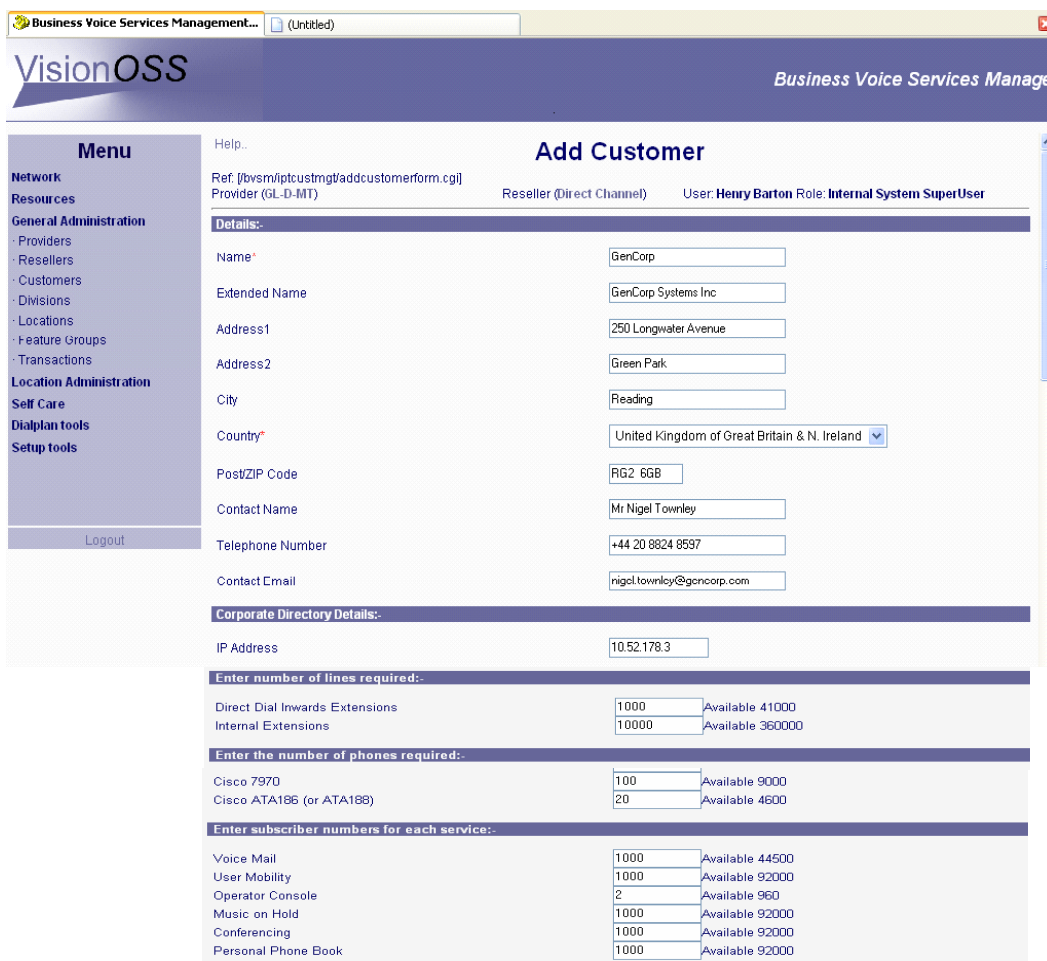 Business Voice Services Management...
(Untitled)
VisionOSS
Business Voice Services Manage
Menu
Network
Resources
General Administration
· Providers
· Resellers
· Customers
· Divisions
· Locations
· Feature Groups
· Transactions
Location Administration
Self Care
Dialplan tools
Setup tools
Logout
Help..
Add Customer
Ref: [/bvsm/iptcustmgt/addcustomerform.cgi]
Provider (GL-D-MT) Reseller (Direct Channel) User: Henry Barton Role: Internal System SuperUser
Details:-
Name* GenCorp
Extended Name GenCorp Systems Inc
Address1 250 Longwater Avenue
Address2 Green Park
City Reading
Country* United Kingdom of Great Britain & N. Ireland
Post/ZIP Code RG2 6GB
Contact Name Mr Nigel Townley
Telephone Number +44 20 8824 8597
Contact Email nigel.townley@gencorp.com
Corporate Directory Details:-
IP Address 10.52.178.3
Enter number of lines required:-
Direct Dial Inwards Extensions 1000 Available 41000
Internal Extensions 10000 Available 360000
Enter the number of phones required:-
Cisco 7970 100 Available 9000
Cisco ATA186 (or ATA188) 20 Available 4600
Enter subscriber numbers for each service:-
Voice Mail 1000 Available 44500
User Mobility 1000 Available 92000
Operator Console 2 Available 960
Music on Hold 1000 Available 92000
Conferencing 1000 Available 92000
Personal Phone Book 1000 Available 92000